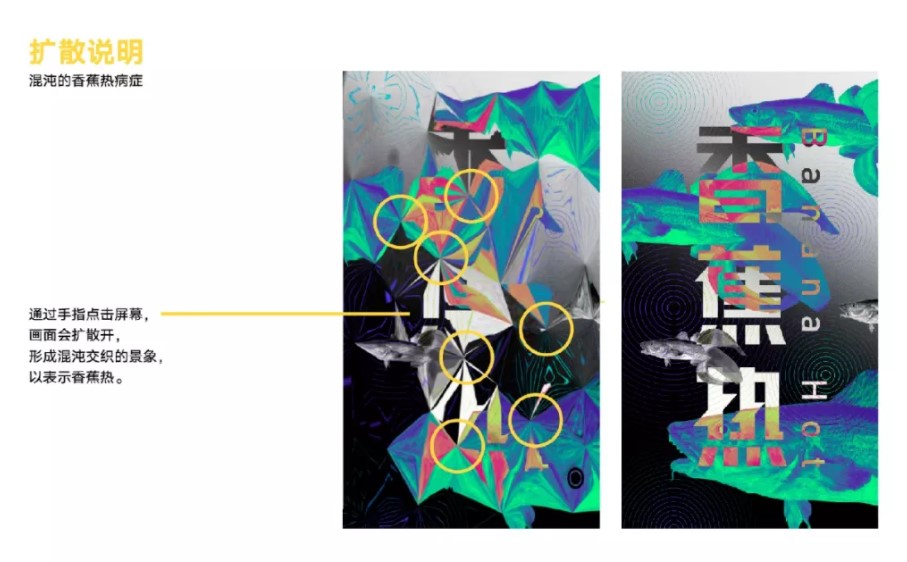 扩散说明
混沌的香蕉热病症
通过手指点击屏幕，
画面会扩散开，
形成混沌交织的景象，
以表示香蕉热。
香蕉热
Banana Hot